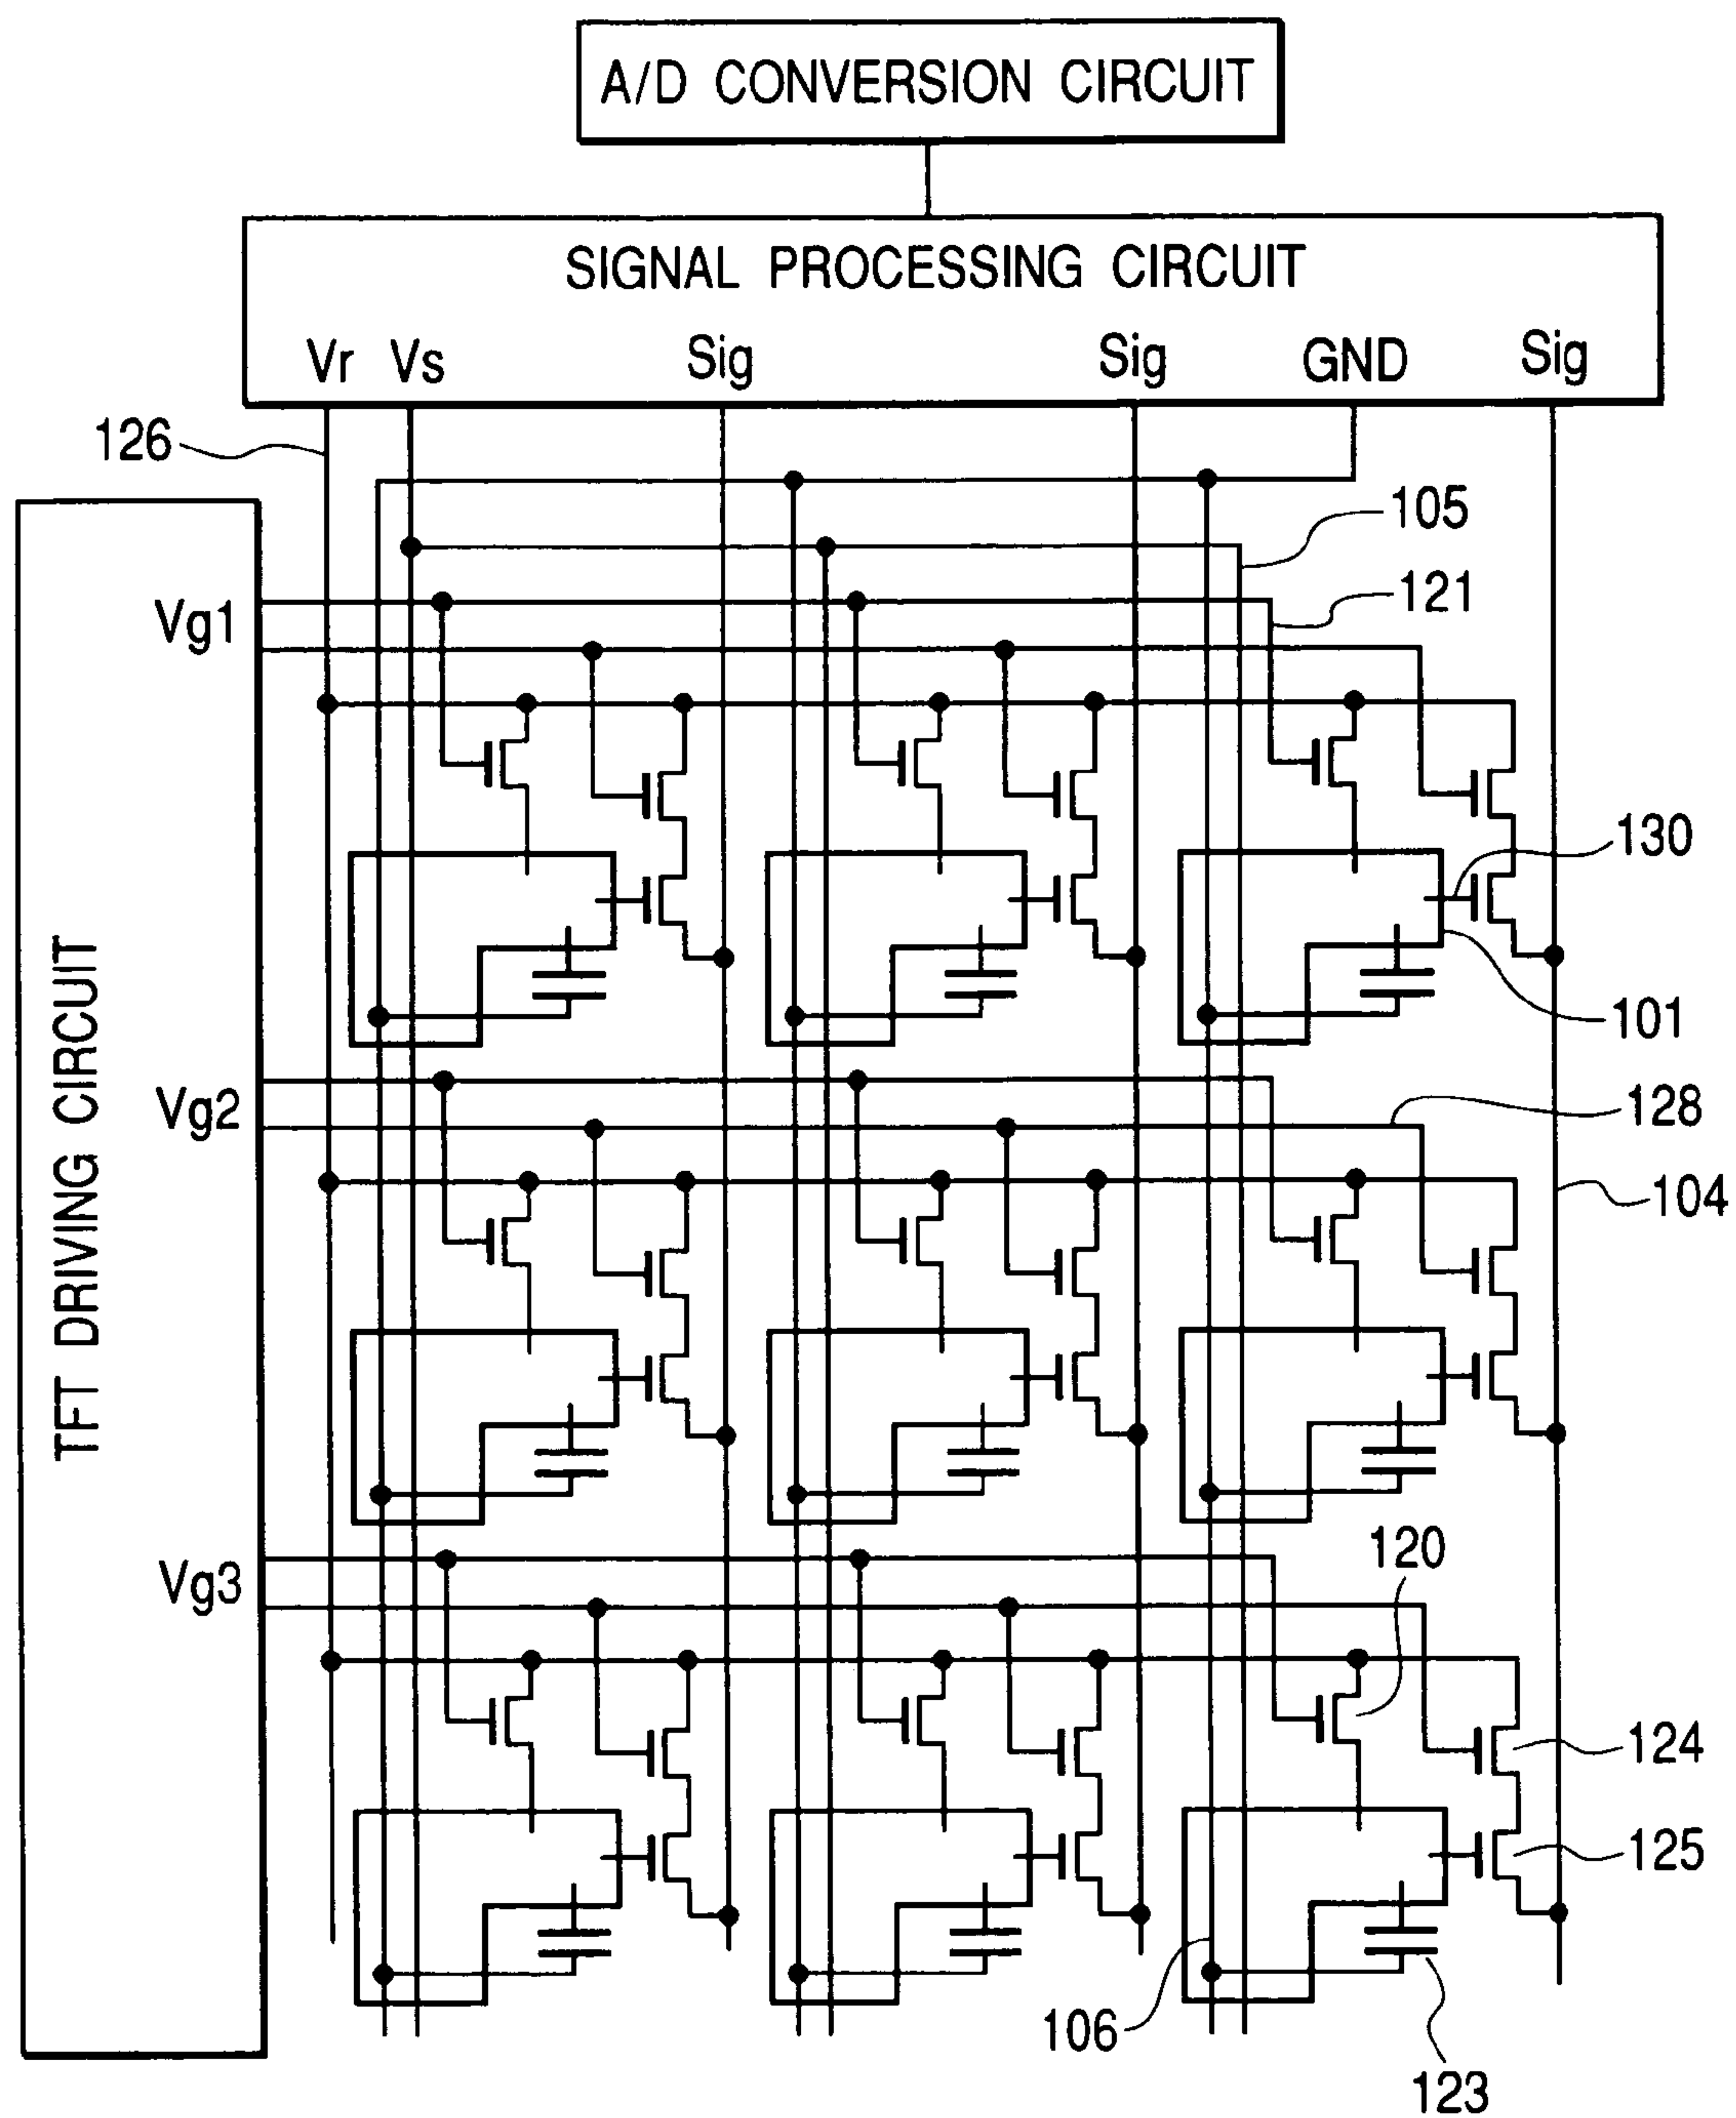 A/D CONVERSION CIRCUIT
SIGNAL PROCESSING CIRCUIT
Vr Vs Sig Sig GND Sig
126
105
121
Vg1
130
101
TFT DRIVING CIRCUIT
Vg2
128
104
120
Vg3
124
125
106
123